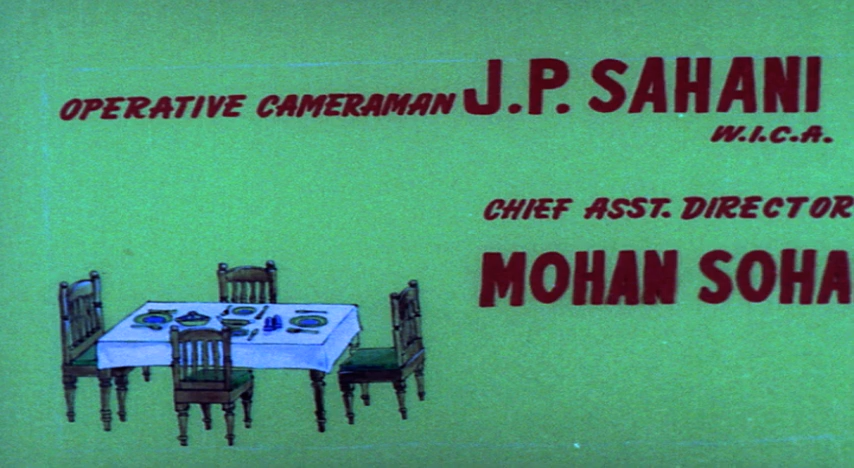 OPERATIVE CAMERAMAN J.P. SAHANI
W.I.C.A.
CHIEF ASST. DIRECTOR
MOHAN SOHA